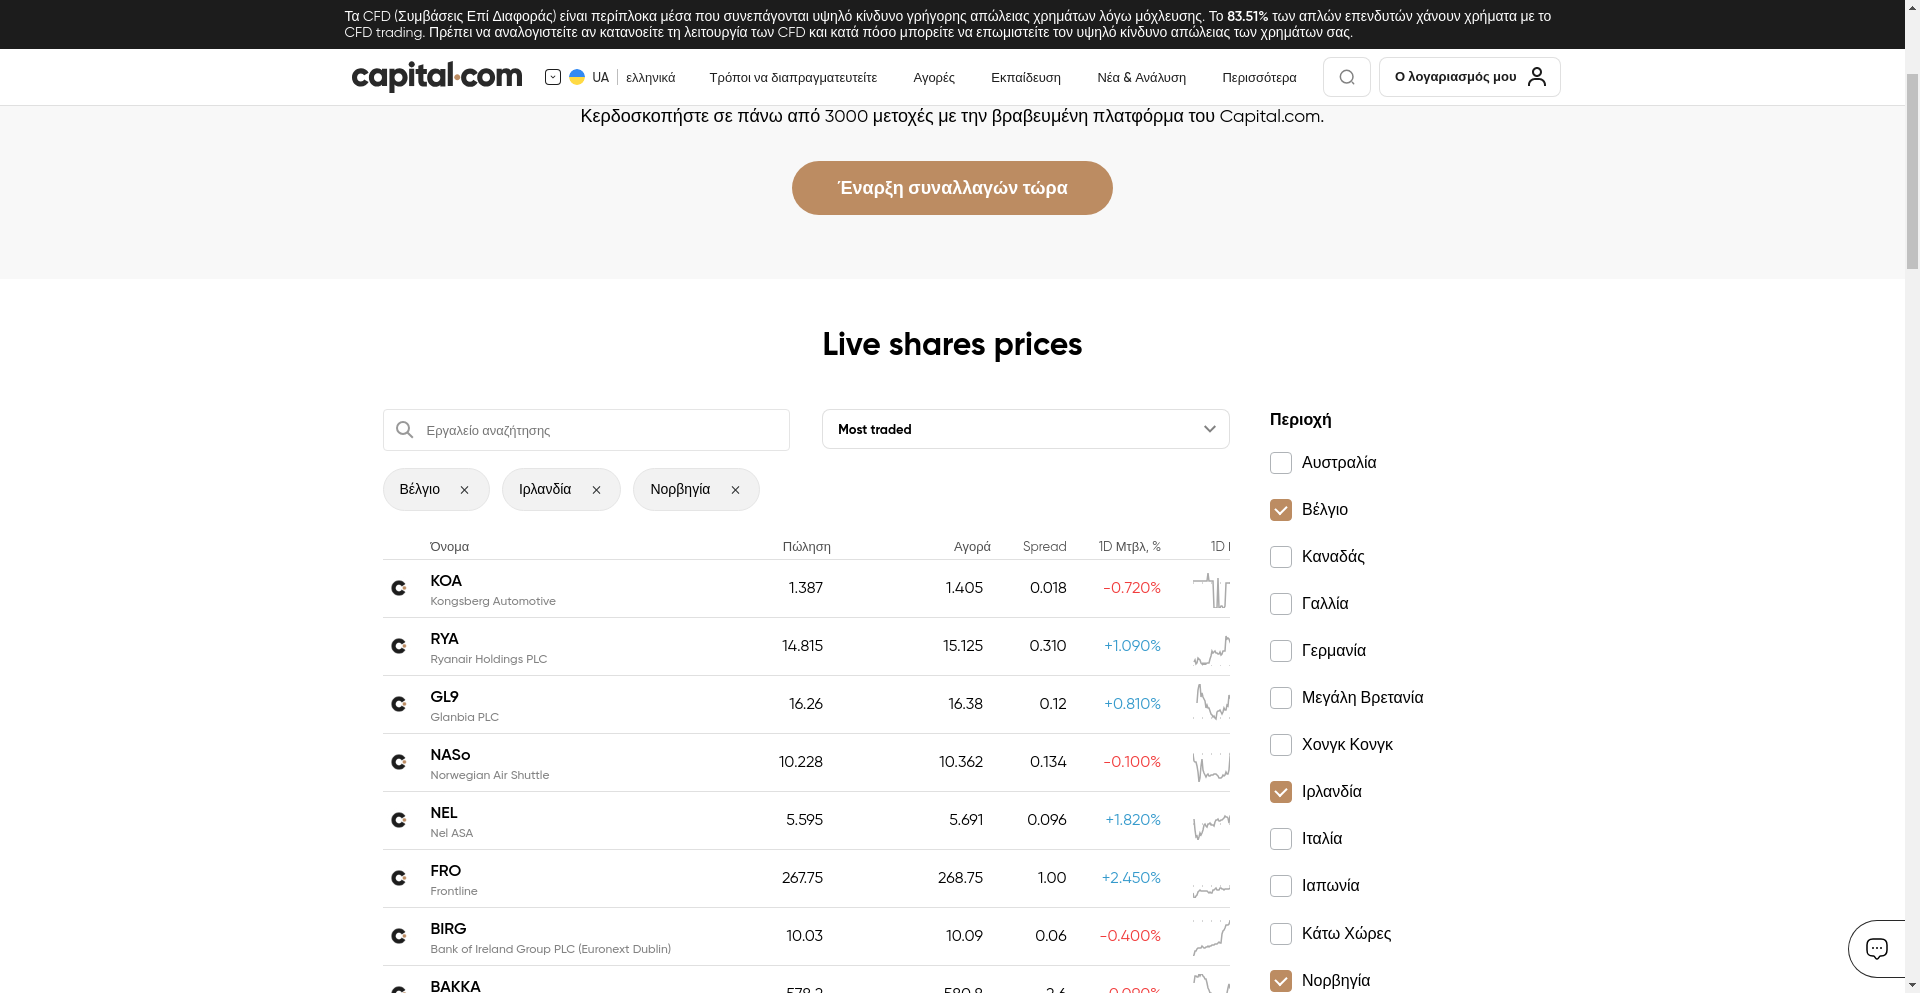 Τα CFD (Συμβάσεις Επί Διαφοράς) είναι περίπλοκα μέσα που συνεπάγονται υψηλό κίνδυνο γρήγορης απώλειας χρημάτων λόγω μόχλευσης. Το 83.51% των απλών επενδυτών χάνουν χρήματα με το
CFD trading. Πρέπει να αναλογιστείτε αν κατανοείτε τη λειτουργία των CFD και κατά πόσο μπορείτε να επωμιστείτε τον υψηλό κίνδυνο απώλειας των χρημάτων σας.
capital.com UA ελληνικά Τρόποι να διαπραγματευτείτε Αγορές Εκπαίδευση Νέα & Ανάλυση Περισσότερα Ο λογαριασμός μου
Κερδοσκοπήστε σε πάνω από 3000 μετοχές με την βραβευμένη πλατφόρμα του Capital.com.
Έναρξη συναλλαγών τώρα
Live shares prices
Εργαλείο αναζήτησης
Most traded
Βέλγιο
Ιρλανδία
Νορβηγία
Όνομα Πώληση Αγορά Spread 1D Μτβλ, % 1D
KOA 1.387 1.405 0.018 -0.720%
Kongsberg Automotive
RYA 14.815 15.125 0.310 +1.090%
Ryanair Holdings PLC
GL9 16.26 16.38 0.12 +0.810%
Glanbia PLC
NASo 10.228 10.362 0.134 -0.100%
Norwegian Air Shuttle
NEL 5.595 5.691 0.096 +1.820%
Nel ASA
FRO 267.75 268.75 1.00 +2.450%
Frontline
BIRG 10.03 10.09 0.06 -0.400%
Bank of Ireland Group PLC (Euronext Dublin)
BAKKA
Περιοχή
Αυστραλία
Βέλγιο
Καναδάς
Γαλλία
Γερμανία
Μεγάλη Βρετανία
Χονγκ Κονγκ
Ιρλανδία
Ιταλία
Ιαπωνία
Κάτω Χώρες
Νορβηγία